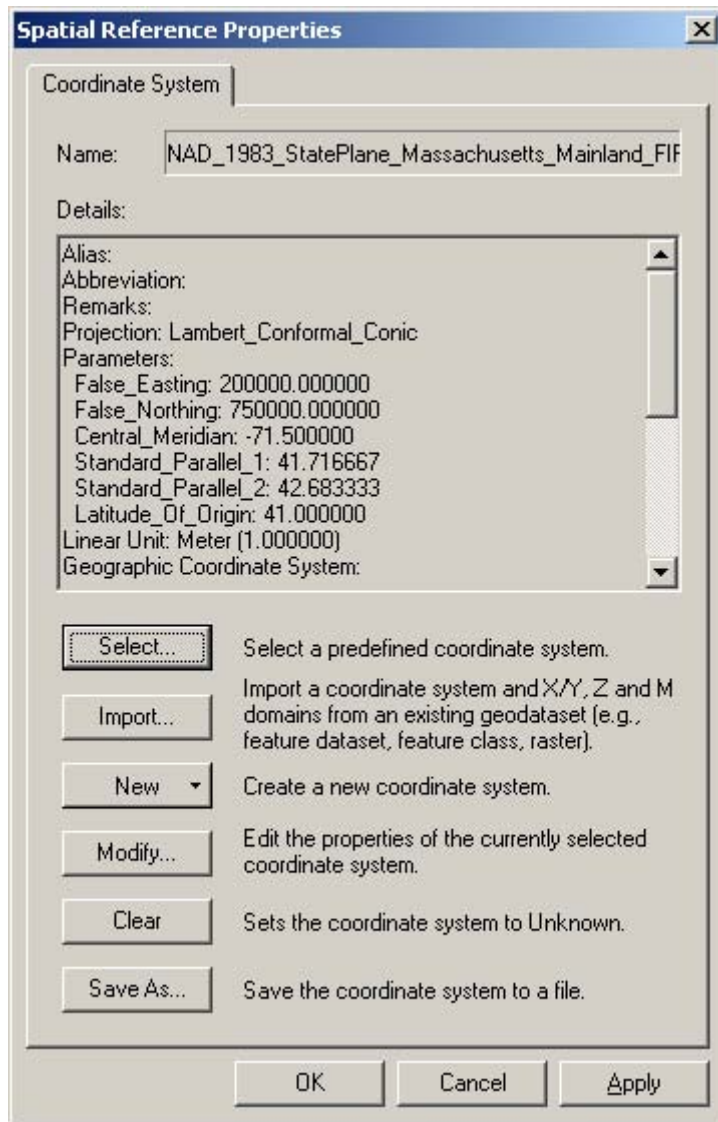 Spatial Reference Properties
Coordinate System
Name: NAD_1983_StatePlane_Massachusetts_Mainland_FIF
Details:
Alias:
Abbreviation:
Remarks:
Projection: Lambert_Conformal_Conic
Parameters:
False_Easting: 200000.000000
False_Northing: 750000.000000
Central_Meridian: -71.500000
Standard_Parallel_1: 41.716667
Standard_Parallel_2: 42.683333
Latitude_Of_Origin: 41.000000
Linear Unit: Meter (1.000000)
Geographic Coordinate System:
Select... Select a predefined coordinate system.
Import... Import a coordinate system and X/Y, Z and M
domains from an existing geodataset (e.g.,
feature dataset, feature class, raster).
New Create a new coordinate system.
Modify... Edit the properties of the currently selected
coordinate system.
Clear Sets the coordinate system to Unknown.
Save As... Save the coordinate system to a file.
OK Cancel Apply